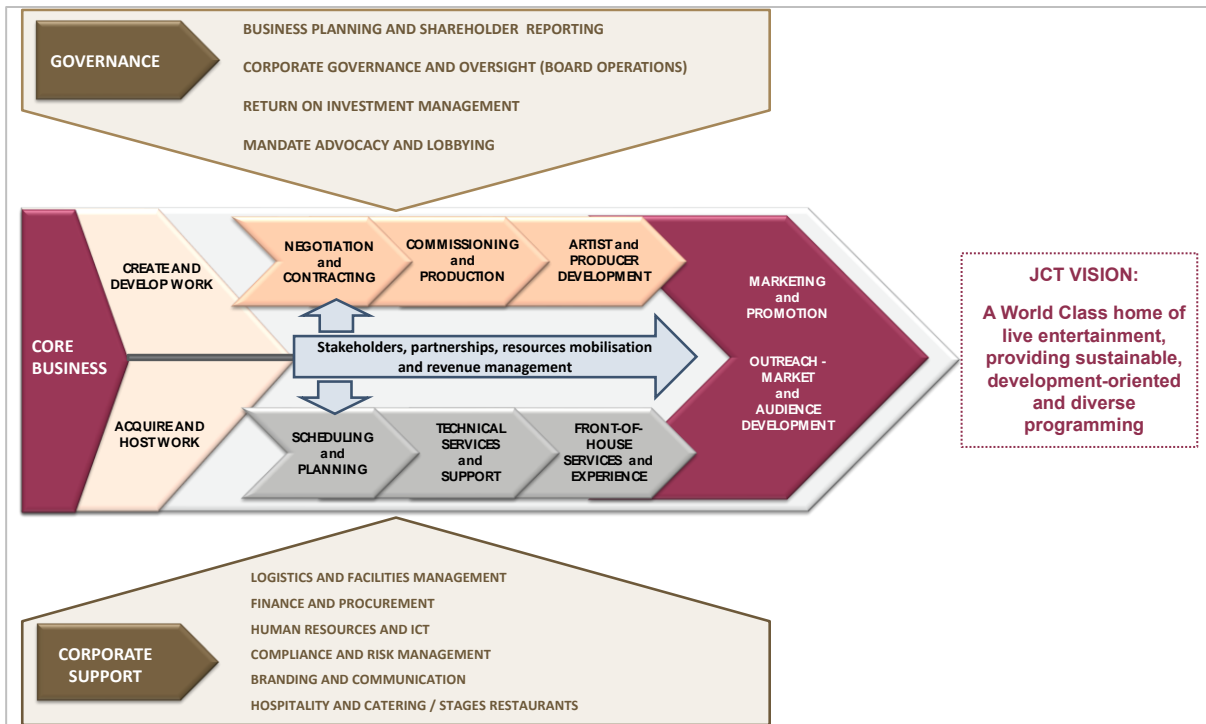 BUSINESS PLANNING AND SHAREHOLDER REPORTING
GOVERNANCE
CORPORATE GOVERNANCE AND OVERSIGHT (BOARD OPERATIONS)
RETURN ON INVESTMENT MANAGEMENT
MANDATE ADVOCACY AND LOBBYING
CORE
BUSINESS
CREATE AND
DEVELOP WORK
ACQUIRE AND
HOST WORK
NEGOTIATION
and
CONTRACTING
COMMISSIONING
and
PRODUCTION
ARTIST and
PRODUCER
DEVELOPMENT
Stakeholders, partnerships, resources mobilisation
and revenue management
SCHEDULING
and
PLANNING
TECHNICAL
SERVICES
and
SUPPORT
FRONT-OF-
HOUSE
SERVICES and
EXPERIENCE
MARKETING
and
PROMOTION
OUTREACH -
MARKET
and
AUDIENCE
DEVELOPMENT
JCT VISION:
A World Class home of
live entertainment,
providing sustainable,
development-oriented
and diverse
programming
CORPORATE
SUPPORT
LOGISTICS AND FACILITIES MANAGEMENT
FINANCE AND PROCUREMENT
HUMAN RESOURCES AND ICT
COMPLIANCE AND RISK MANAGEMENT
BRANDING AND COMMUNICATION
HOSPITALITY AND CATERING / STAGES RESTAURANTS